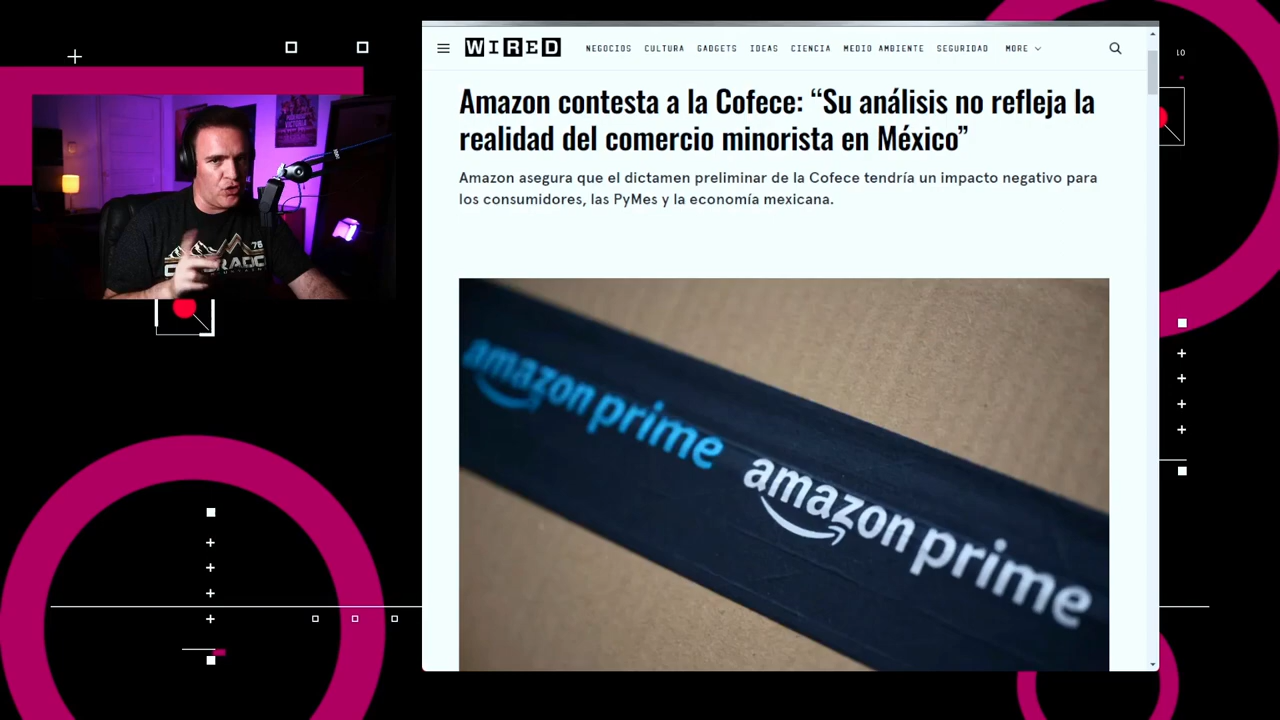 WIRED
NEGOCIOS CULTURA GADGETS IDEAS CIENCIA MEDIO AMBIENTE SEGURIDAD MORE
10
Amazon contesta a la Cofece: “Su análisis no refleja la
realidad del comercio minorista en México”
Amazon asegura que el dictamen preliminar de la Cofece tendría un impacto negativo para
los consumidores, las PyMes y la economía mexicana.
76
amazon prime
amazon prime